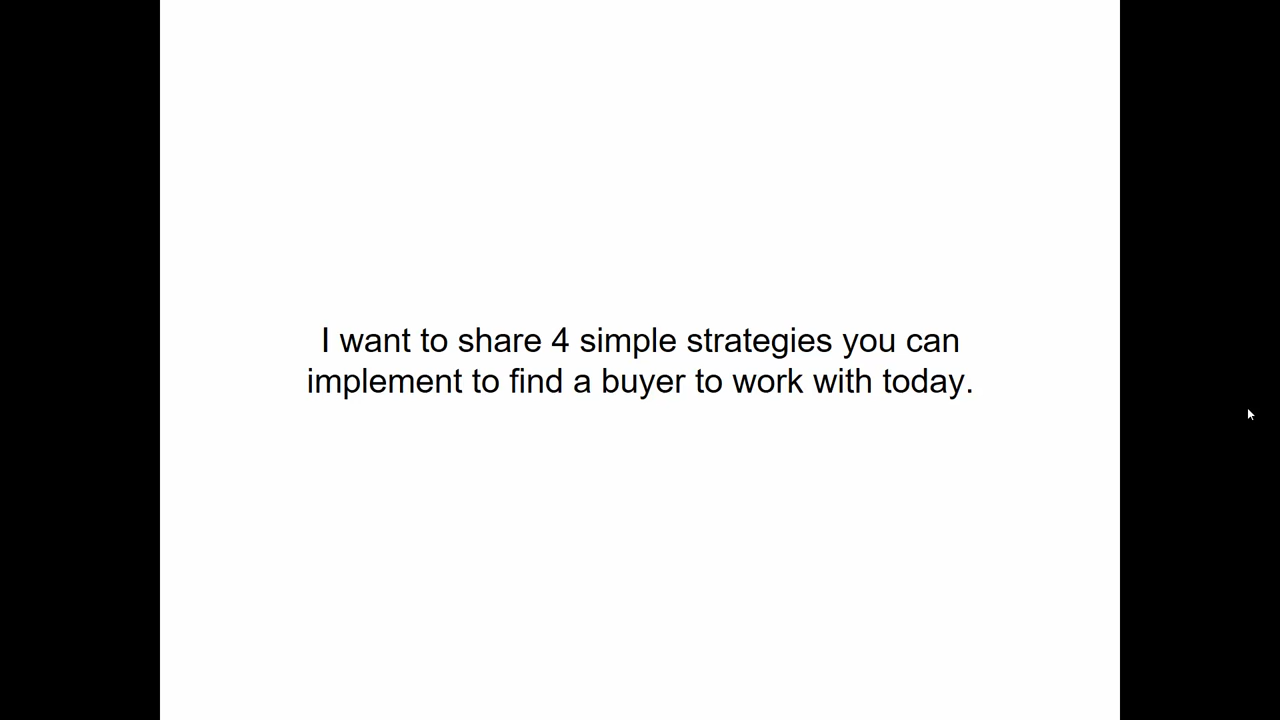 I want to share 4 simple strategies you can
implement to find a buyer to work with today.